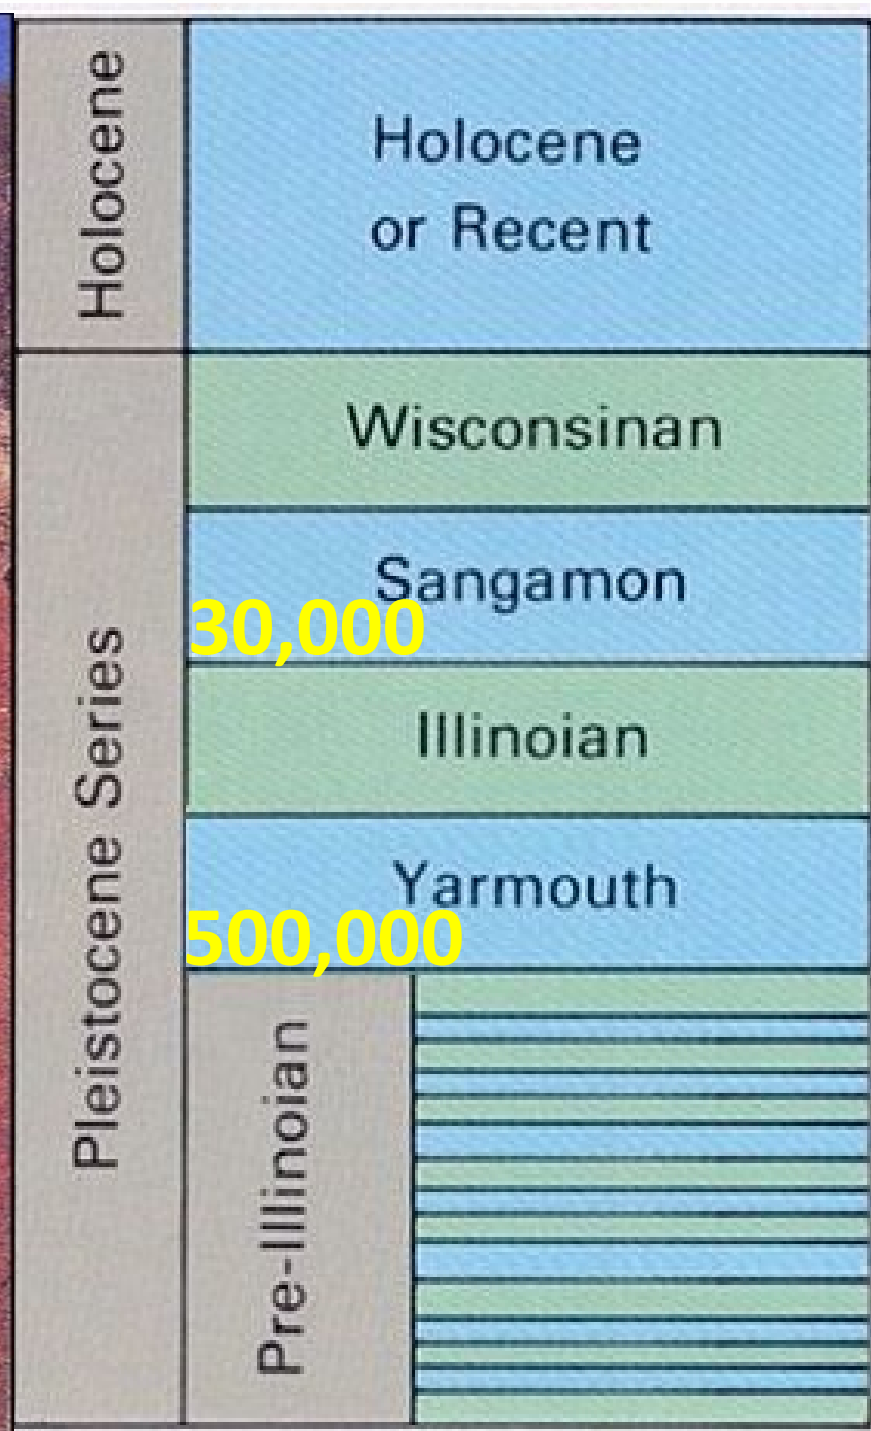 Holocene
Holocene
or Recent
Pleistocene Series
Wisconsinan
Sangamon
30,000
Illinoian
Yarmouth
500,000
Pre-Illinoian